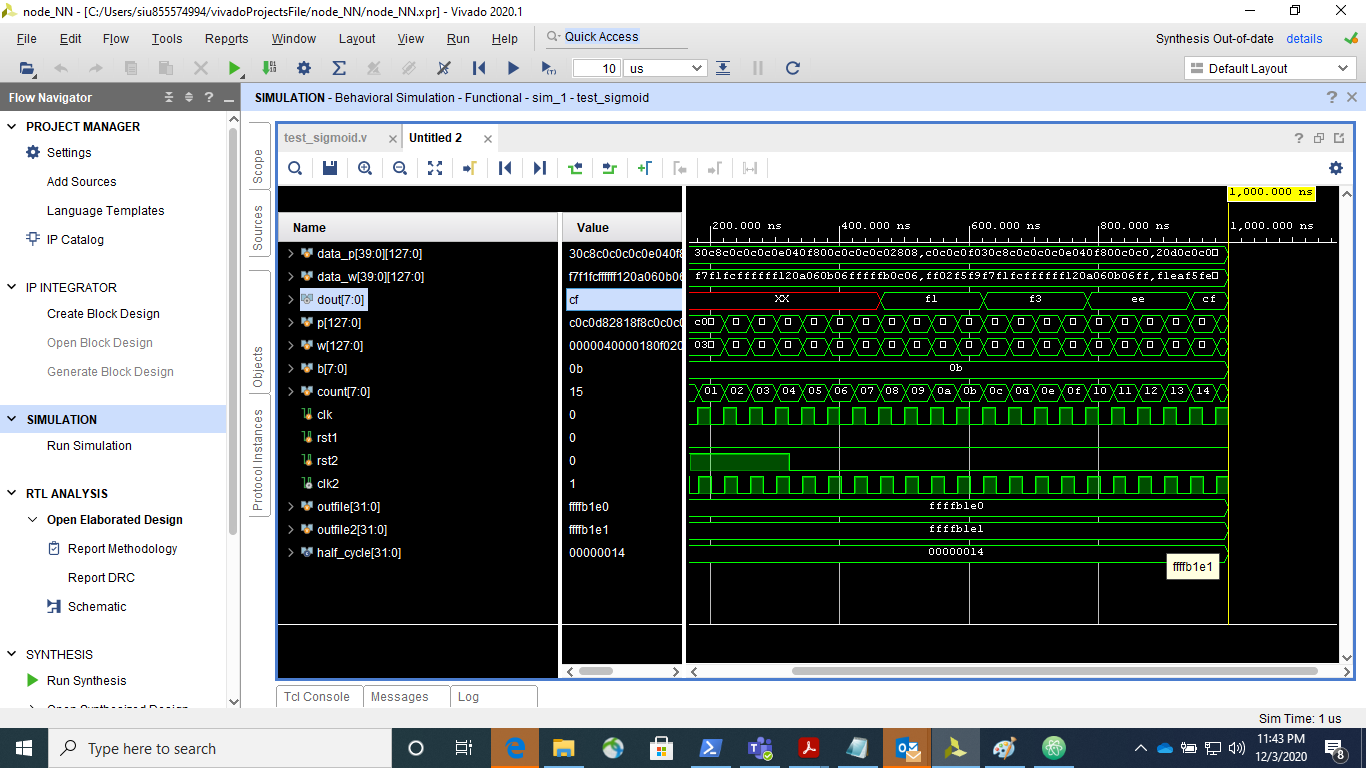 node_NN - [C:/Users/siu855574994/vivadoProjectsFile/node_NN/node_NN.xpr] - Vivado 2020.1
File Edit Flow Tools Reports Window Layout View Run Help Quick Access
Synthesis Out-of-date details
10 us Default Layout
Flow Navigator
SIMULATION - Behavioral Simulation - Functional - sim_1 - test_sigmoid
PROJECT MANAGER
Settings
Add Sources
Language Templates
IP Catalog
IP INTEGRATOR
Create Block Design
Open Block Design
Generate Block Design
SIMULATION
Run Simulation
RTL ANALYSIS
Open Elaborated Design
Report Methodology
Report DRC
Schematic
SYNTHESIS
Run Synthesis
Scope
Sources
Objects
Protocol Instances
test_sigmoid.v Untitled 2
1,000.000 ns
Name Value
200.000 ns 400.000 ns 600.000 ns 800.000 ns 1,000.000 ns
data_p[39:0][127:0] 30c8c0c0c0c0e040f8 30c8c0c0c0c0e040f800c0c0c0c02808,c0c0c0f030c8c0c0c0c0e040f800c0c0,20d0c0c0
data_w[39:0][127:0] f7f1fcffffff120a060b06 f7f1fcffffff120a060b06fffffb0c06,ff02f5f9f7f1fcffffff120a060b06ff,f1eaf5fe
dout[7:0] cf XX f1 f3 ee cf
p[127:0] c0c0d82818f8c0c0c0 c0
w[127:0] 0000040000180f020 03
b[7:0] 0b 0b
count[7:0] 15 01 02 03 04 05 06 07 08 09 0a 0b 0c 0d 0e 0f 10 11 12 13 14
clk 0
rst1 0
rst2 0
clk2 1
outfile[31:0] ffffb1e0 ffffb1e0
outfile2[31:0] ffffb1e1 ffffb1e1
half_cycle[31:0] 00000014 00000014
ffffb1e1
Tcl Console Messages Log
Sim Time: 1 us
Type here to search
11:43 PM
12/3/2020
8